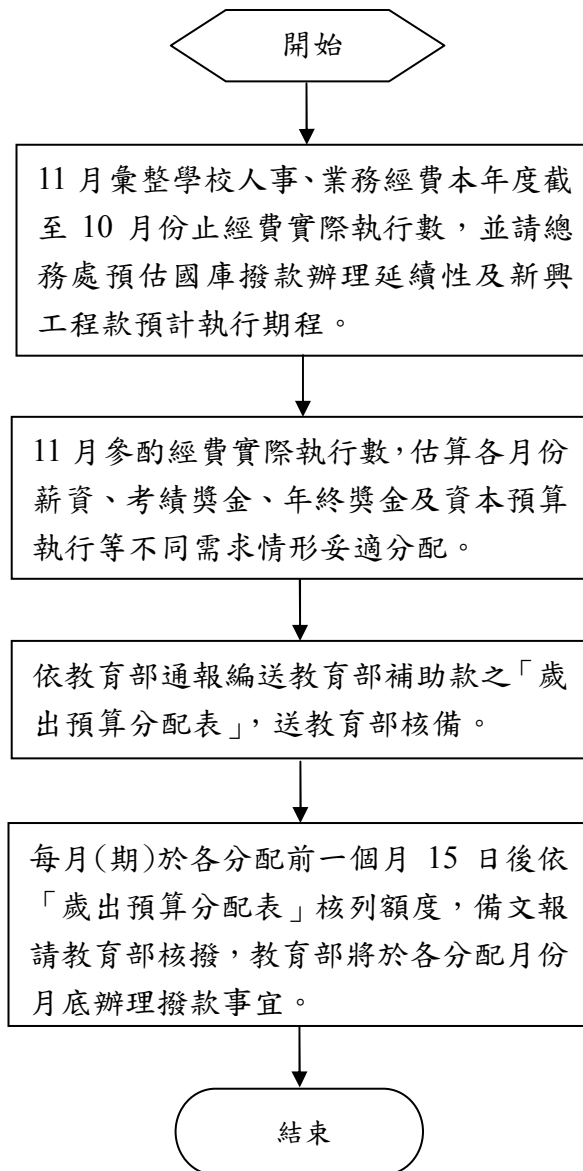 開始
11 月彙整學校人事、業務經費本年度截
至 10 月份止經費實際執行數，並請總
務處預估國庫撥款辦理延續性及新興
工程款預計執行期程。
11 月參酌經費實際執行數，估算各月份
薪資、考績獎金、年終獎金及資本預算
執行等不同需求情形妥適分配。
依教育部通報編送教育部補助款之「歲
出預算分配表」，送教育部核備。
每月(期)於各分配前一個月 15 日後依
「歲出預算分配表」核列額度，備文報
請教育部核撥，教育部將於各分配月份
月底辦理撥款事宜。
結束